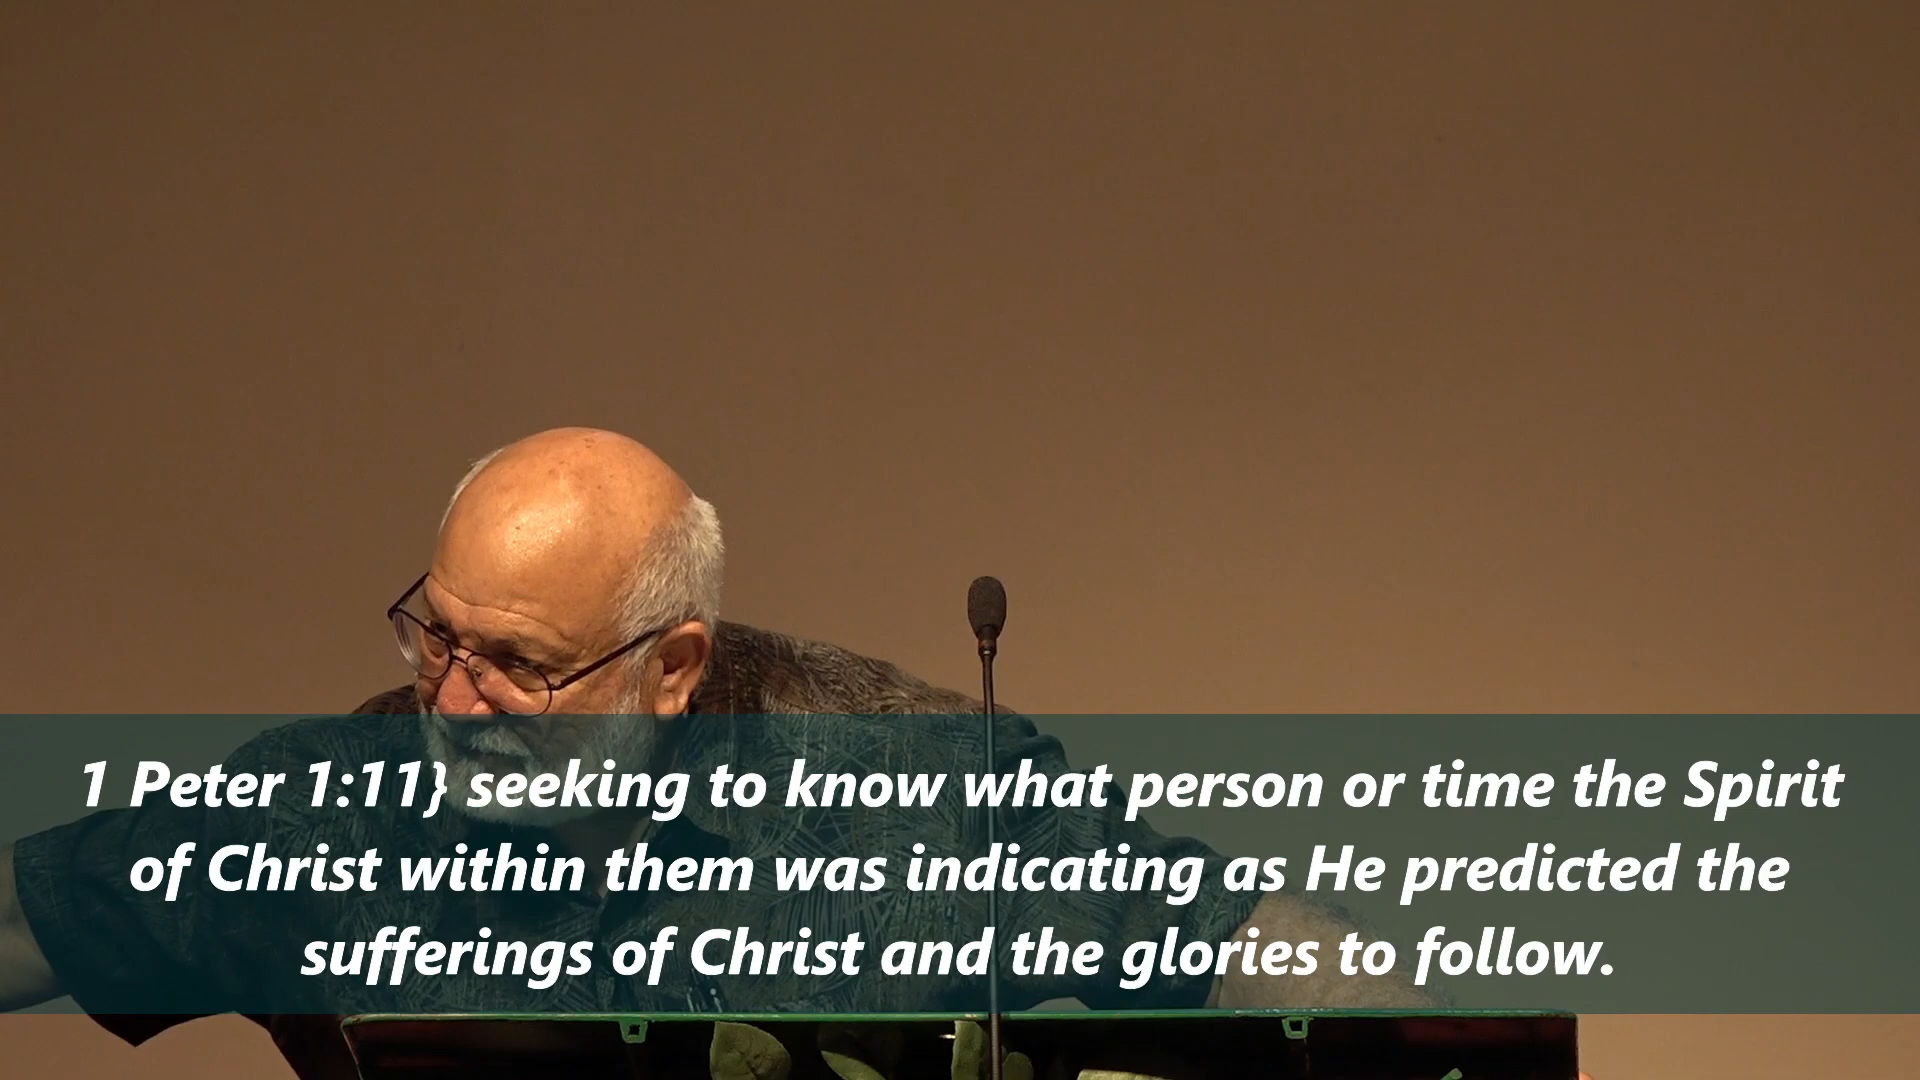 1 Peter 1:11} seeking to know what person or time the Spirit
of Christ within them was indicating as He predicted the
sufferings of Christ and the glories to follow.